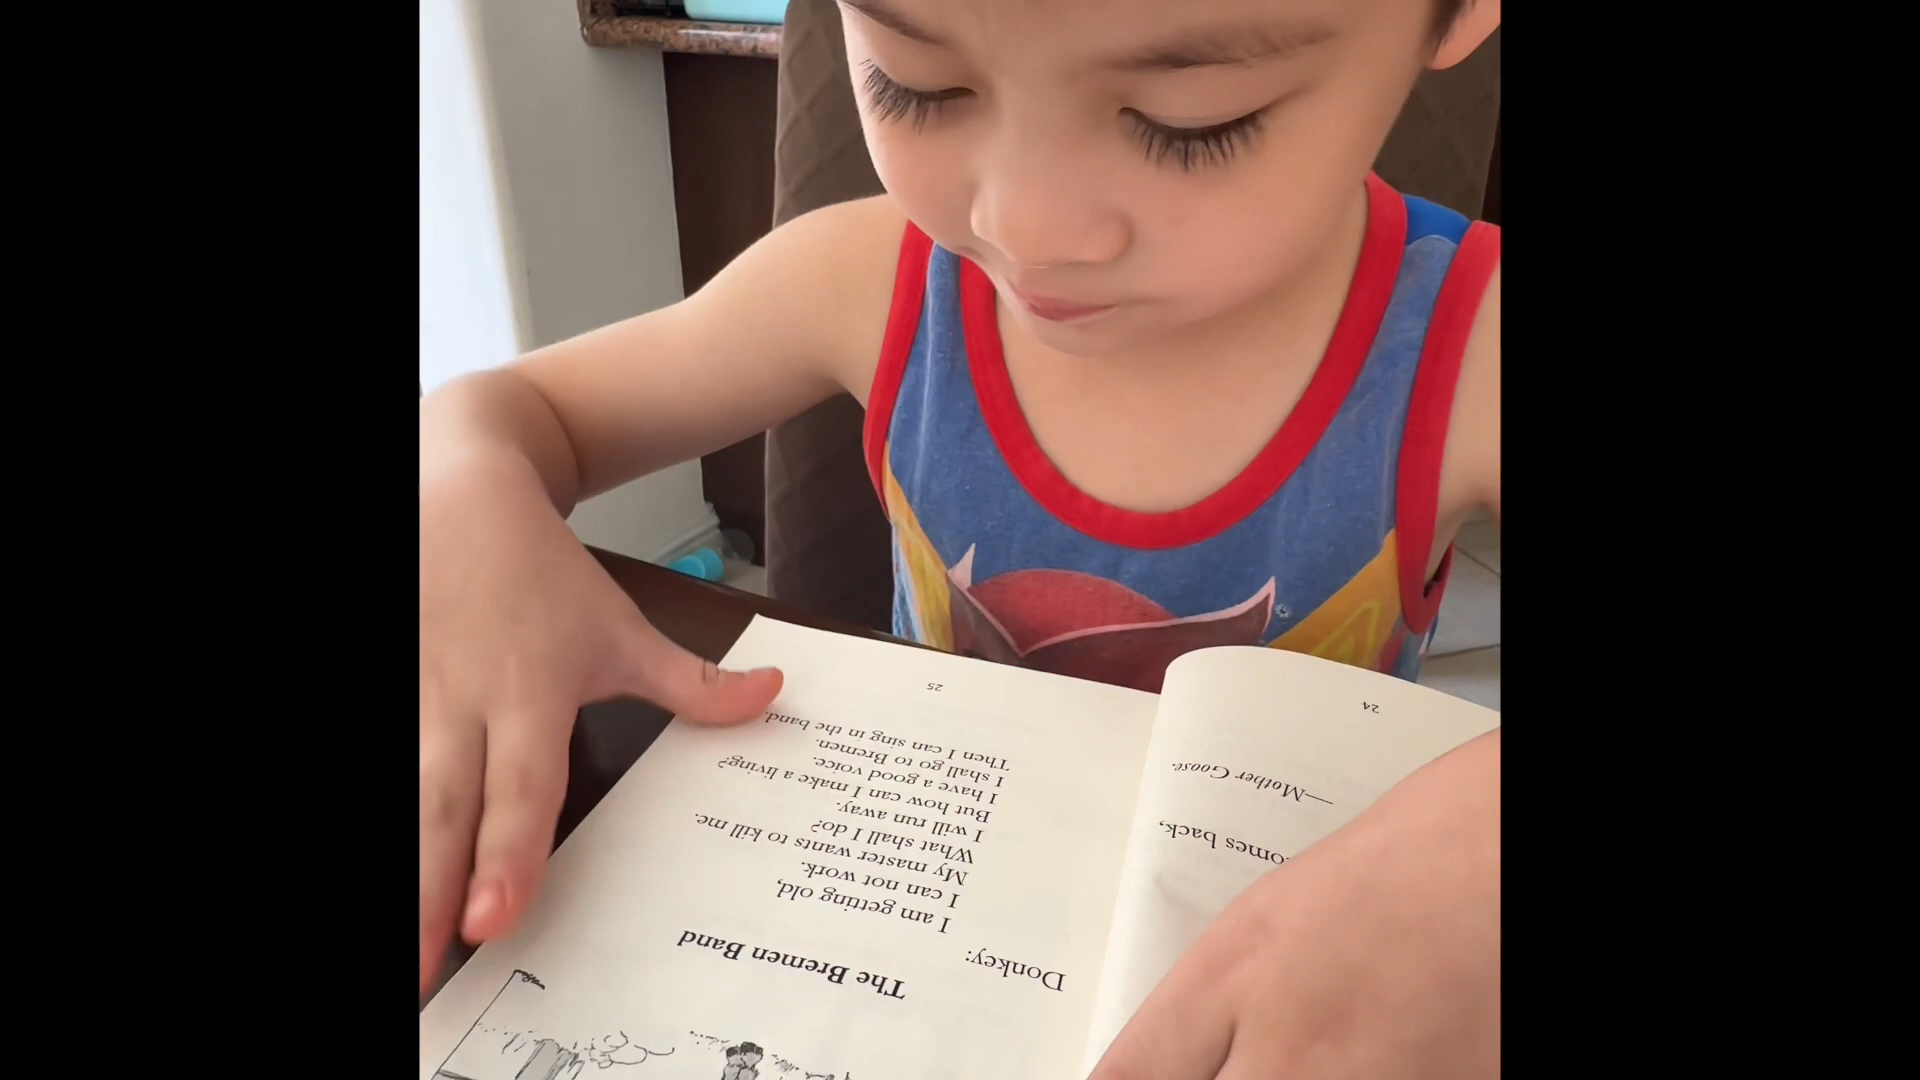 omes back,
—Mother Goose.
24
The Bremen Band
Donkey:
I am getting old,
I can not work.
My master wants to kill me.
What shall I do?
I will run away.
But how can I make a living?
I have a good voice.
I shall go to Bremen.
Then I can sing in the band.
25